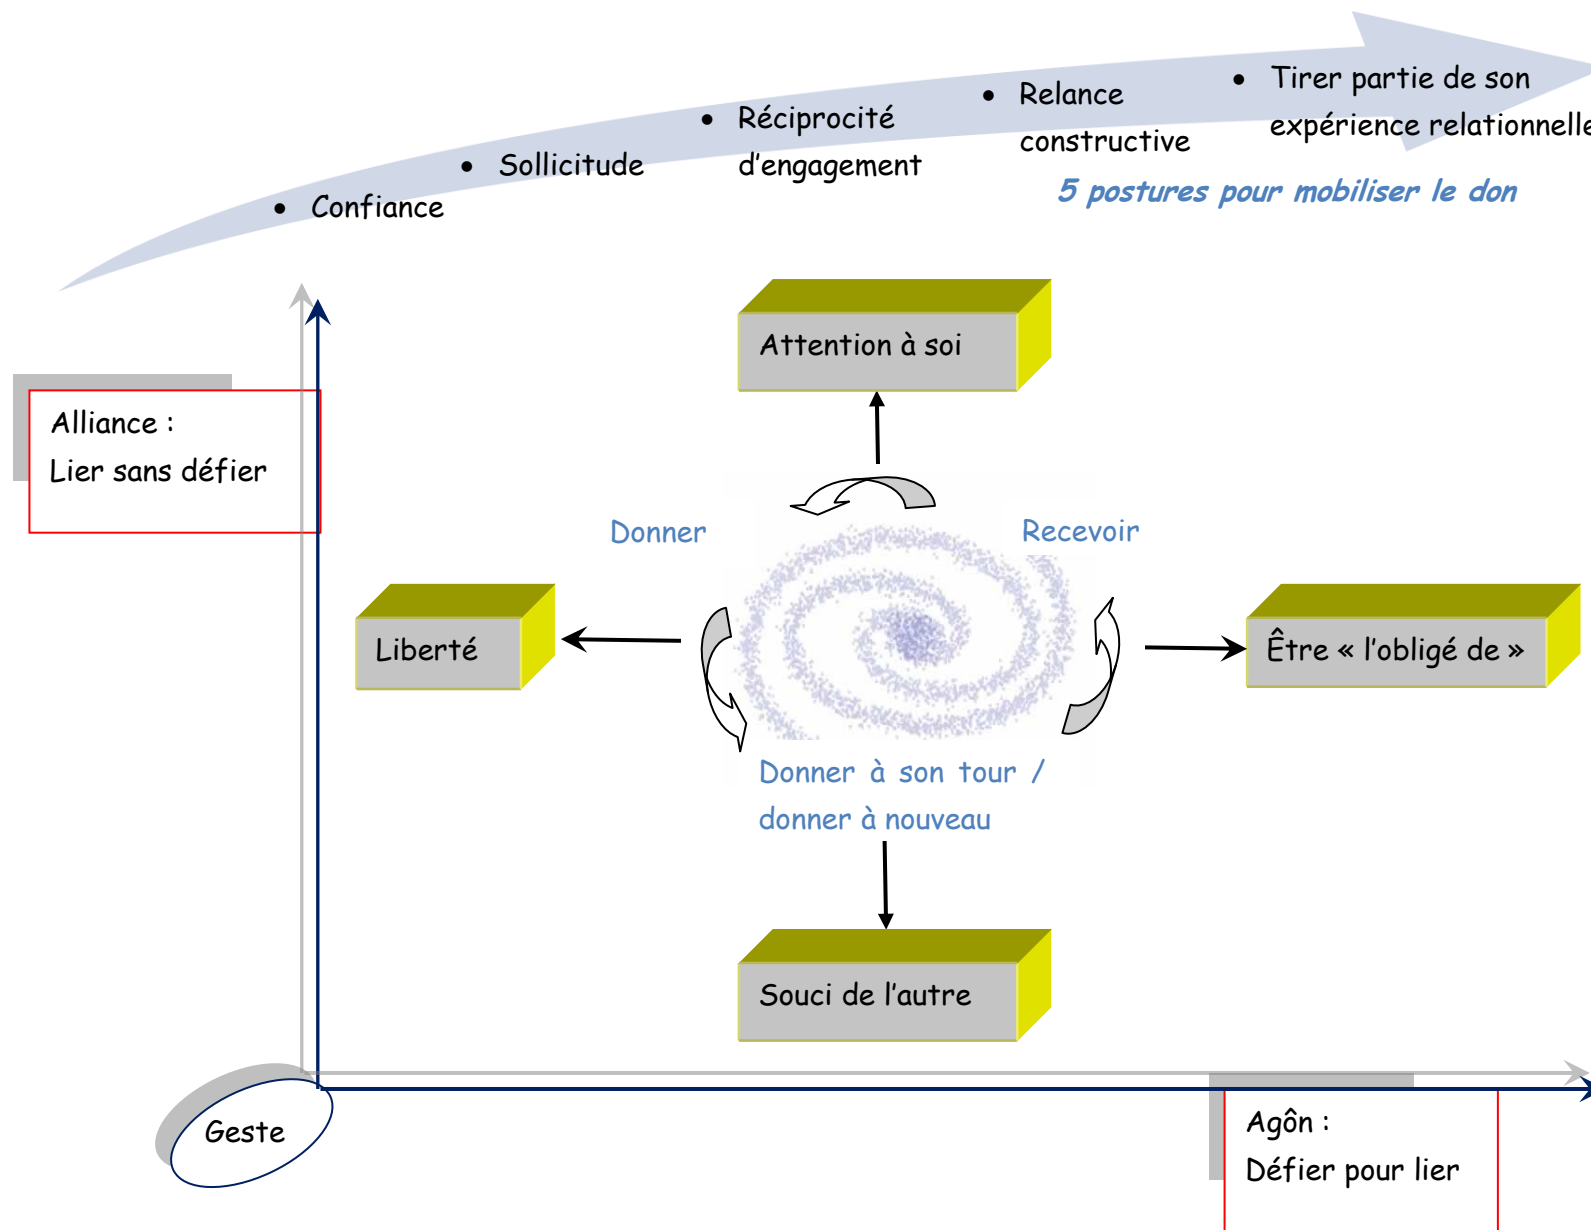 • Tirer partie de son
expérience relationnelle
• Relance
constructive
• Réciprocité
d'engagement
• Sollicitude
• Confiance
5 postures pour mobiliser le don
Attention à soi
Alliance :
Lier sans défier
Donner
Recevoir
Liberté
Être « l'obligé de »
Donner à son tour /
donner à nouveau
Souci de l'autre
Geste
Agôn :
Défier pour lier